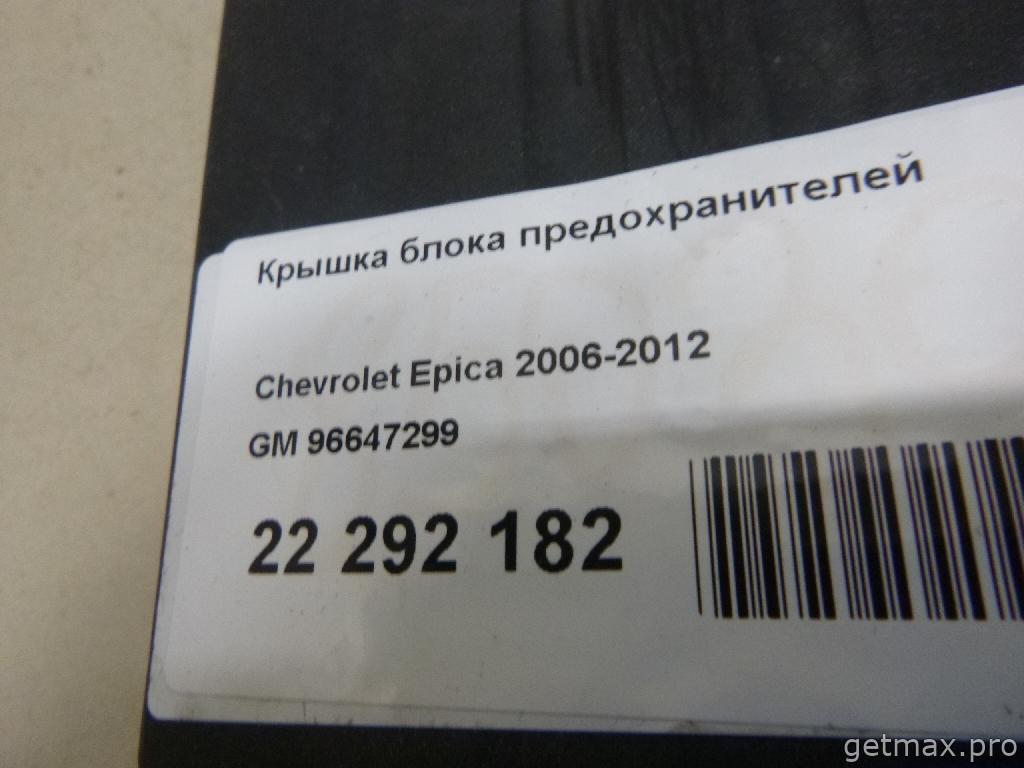 Крышка блока предохранителей
Chevrolet Epica 2006-2012
GM 96647299
22 292 182
getmax.pro